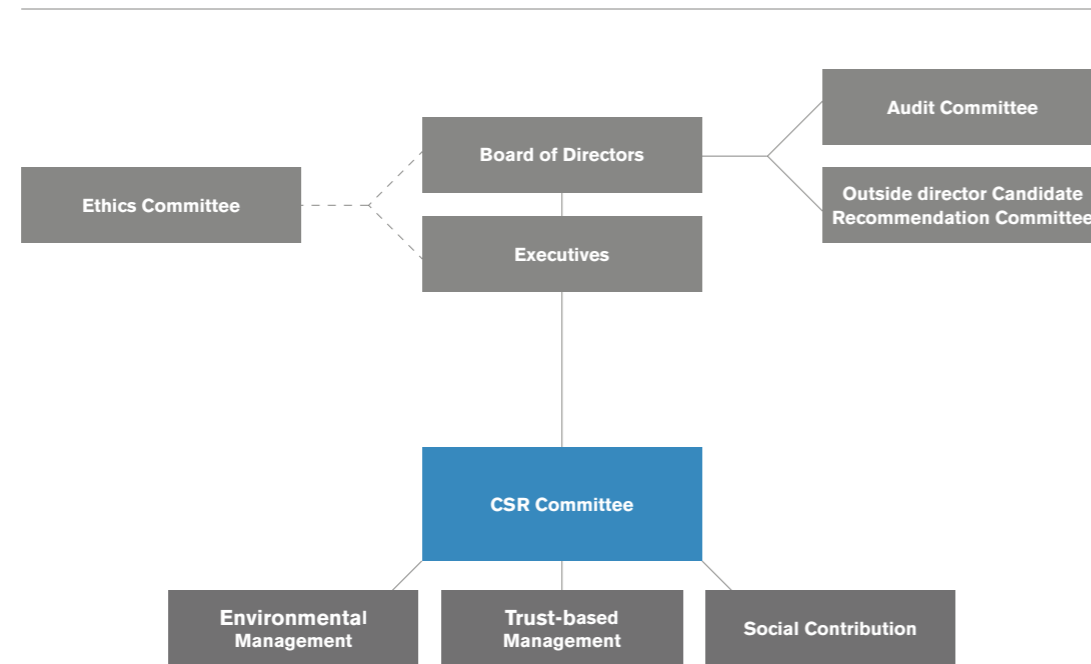 Audit Committee
Board of Directors
Ethics Committee
Outside director Candidate
Recommendation Committee
Executives
CSR Committee
Environmental
Management
Trust-based
Management
Social Contribution